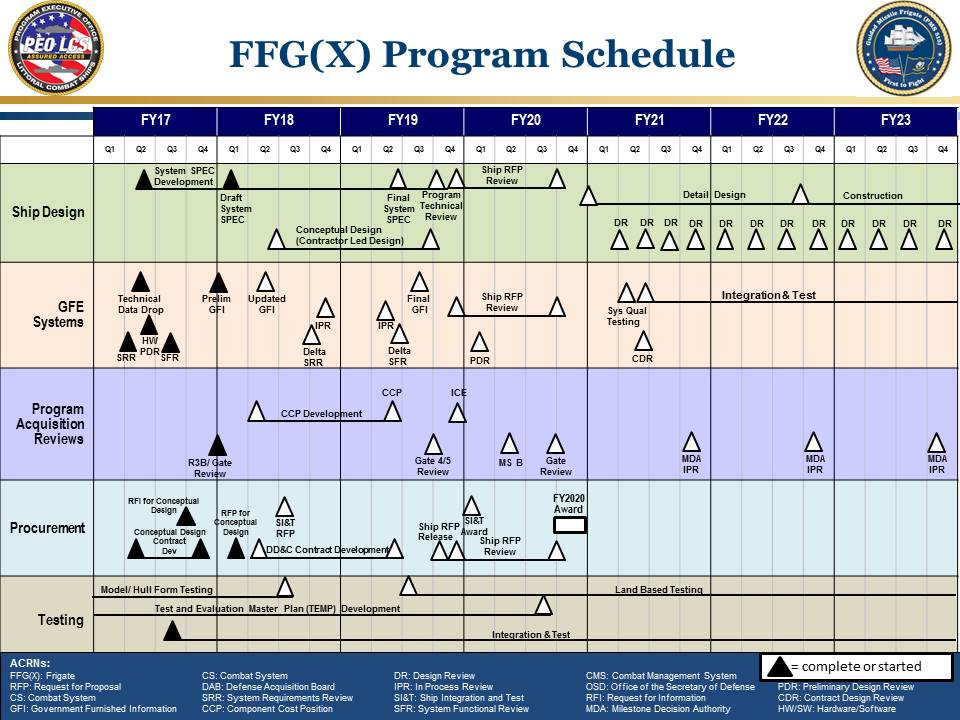 PROGRAM EXECUTIVE OFFICE
PEO LCS
ASSURED ACCESS
LITTORAL COMBAT SHIPS
FFG(X) Program Schedule
Guided Missile Frigate (PMS 515)
First to Fight
FY17 FY18 FY19 FY20 FY21 FY22 FY23
Q1 Q2 Q3 Q4 Q1 Q2 Q3 Q4 Q1 Q2 Q3 Q4 Q1 Q2 Q3 Q4 Q1 Q2 Q3 Q4 Q1 Q2 Q3 Q4 Q1 Q2 Q3 Q4
Ship Design
System SPEC
Development
Draft
System
SPEC
Conceptual Design
(Contractor Led Design)
Final
System
SPEC
Program
Technical
Review
Ship RFP
Review
Detail Design
Construction
DR DR DR DR DR DR DR DR DR DR DR DR
GFE
Systems
Technical
Data Drop
HW
PDR
SRR
SFR
Prelim
GFI
Updated
GFI
IPR
Delta
SRR
IPR
Final
GFI
Delta
SFR
Ship RFP
Review
PDR
Sys Qual
Testing
CDR
Integration & Test
Program
Acquisition
Reviews
R3B/ Gate
Review
CCP Development
CCP
ICE
Gate 4/5
Review
MS B
Gate
Review
MDA
IPR
MDA
IPR
MDA
IPR
Procurement
RFI for Conceptual
Design
Conceptual Design
Contract
Dev
RFP for
Conceptual
Design
SI&T
RFP
DD&C Contract Development
Ship RFP
Release
SI&T
Award
Ship RFP
Review
FY2020
Award
Testing
Model/ Hull Form Testing
Land Based Testing
Test and Evaluation Master Plan (TEMP) Development
Integration & Test
= complete or started
ACRNs:
FFG(X): Frigate
RFP: Request for Proposal
CS: Combat System
GFI: Government Furnished Information
CS: Combat System
DAB: Defense Acquisition Board
SRR: System Requirements Review
CCP: Component Cost Position
DR: Design Review
IPR: In Process Review
SI&T: Ship Integration and Test
SFR: System Functional Review
CMS: Combat Management System
OSD: Office of the Secretary of Defense
RFI: Request for Information
MDA: Milestone Decision Authority
PDR: Preliminary Design Review
CDR: Contract Design Review
HW/SW: Hardware/Software